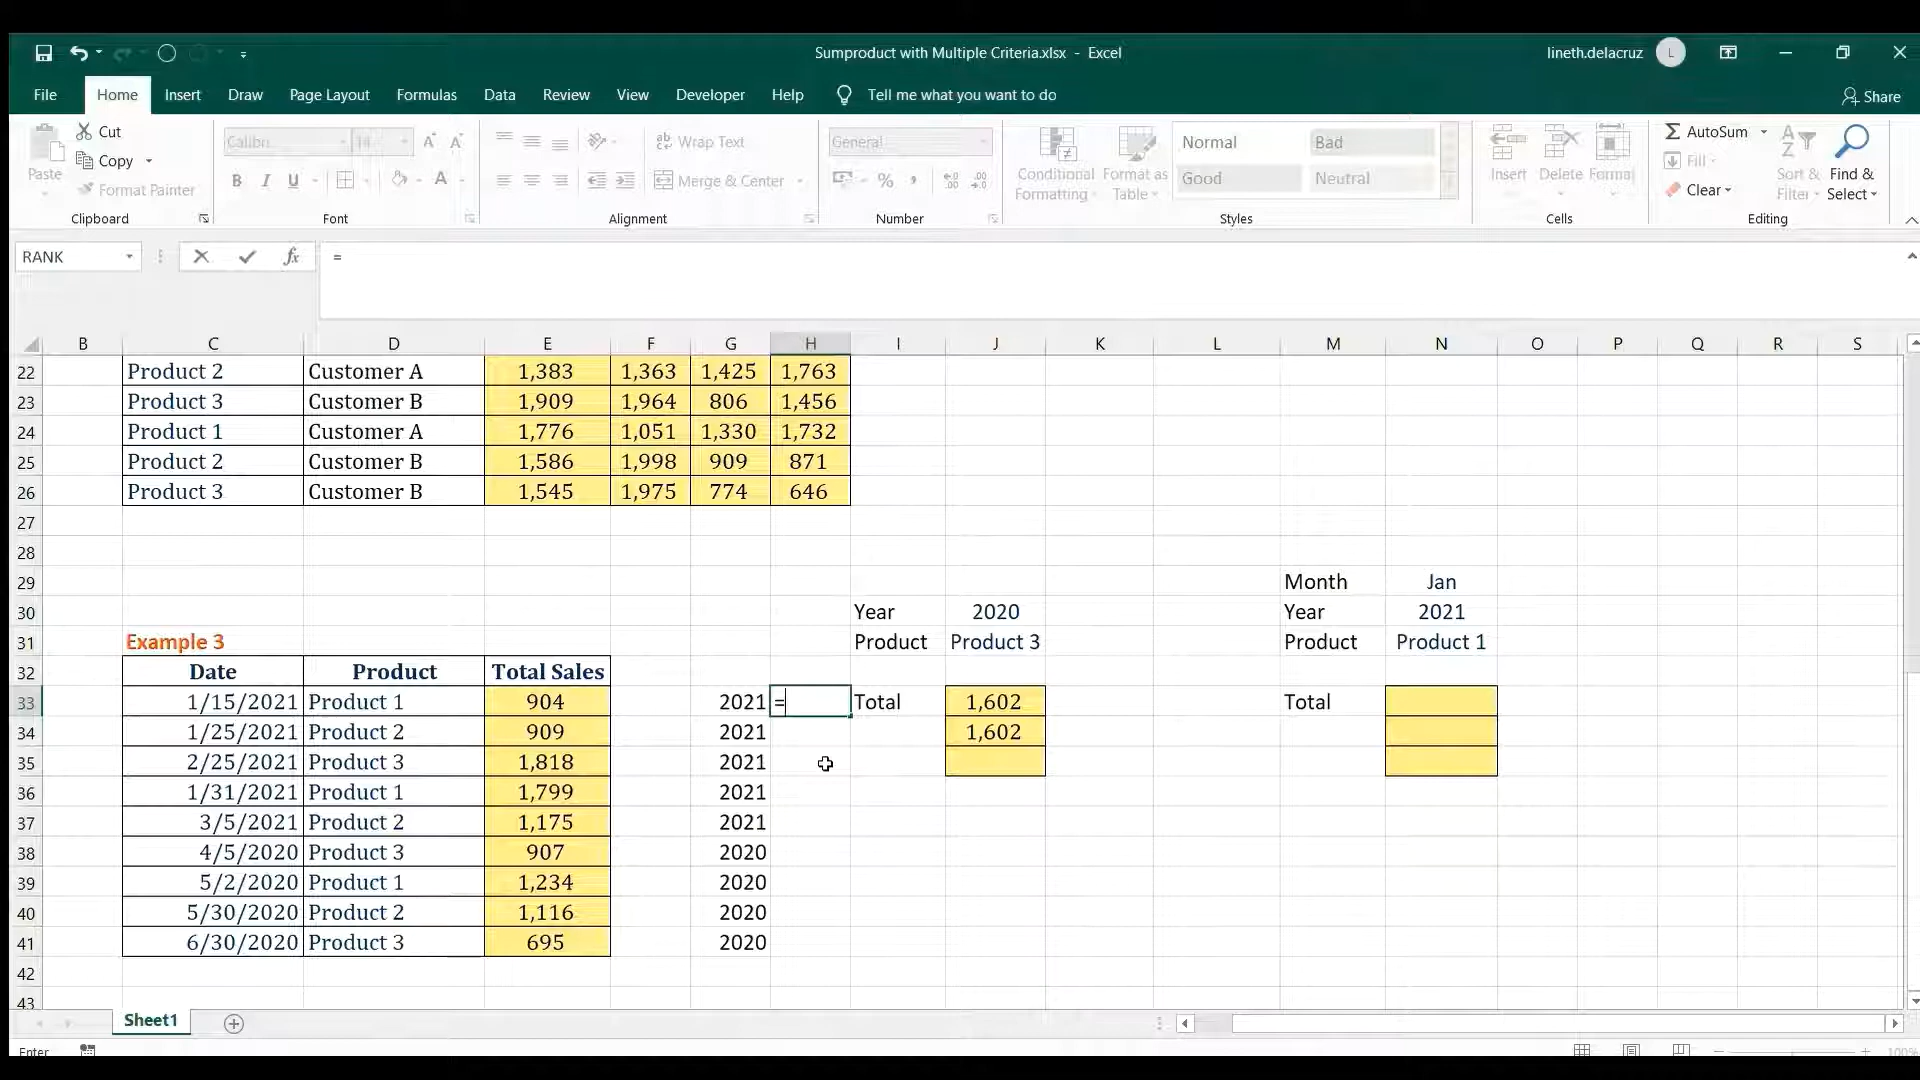 Sumproduct with Multiple Criteria.xlsx - Excel
lineth.delacruz L
File Home Insert Draw Page Layout Formulas Data Review View Developer Help Tell me what you want to do Share
Paste Cut Copy Format Painter Clipboard
Calibri B I U A A A Font
ab Wrap Text Merge & Center Alignment
General % , Number
Conditional Formatting Format as Table Normal Bad Good Neutral Styles
Insert Delete Format Cells
AutoSum Fill Clear Sort & Filter Find & Select Editing
RANK fx =
B C D E F G H I J K L M N O P Q R S
22 Product 2 Customer A 1,383 1,363 1,425 1,763
23 Product 3 Customer B 1,909 1,964 806 1,456
24 Product 1 Customer A 1,776 1,051 1,330 1,732
25 Product 2 Customer B 1,586 1,998 909 871
26 Product 3 Customer B 1,545 1,975 774 646
27
28
29 Month Jan
30 Year 2020 Year 2021
31 Example 3 Product Product 3 Product Product 1
32 Date Product Total Sales
33 1/15/2021 Product 1 904 2021 = Total 1,602 Total
34 1/25/2021 Product 2 909 2021 1,602
35 2/25/2021 Product 3 1,818 2021
36 1/31/2021 Product 1 1,799 2021
37 3/5/2021 Product 2 1,175 2021
38 4/5/2020 Product 3 907 2020
39 5/2/2020 Product 1 1,234 2020
40 5/30/2020 Product 2 1,116 2020
41 6/30/2020 Product 3 695 2020
42
43
Sheet1
Enter 100%